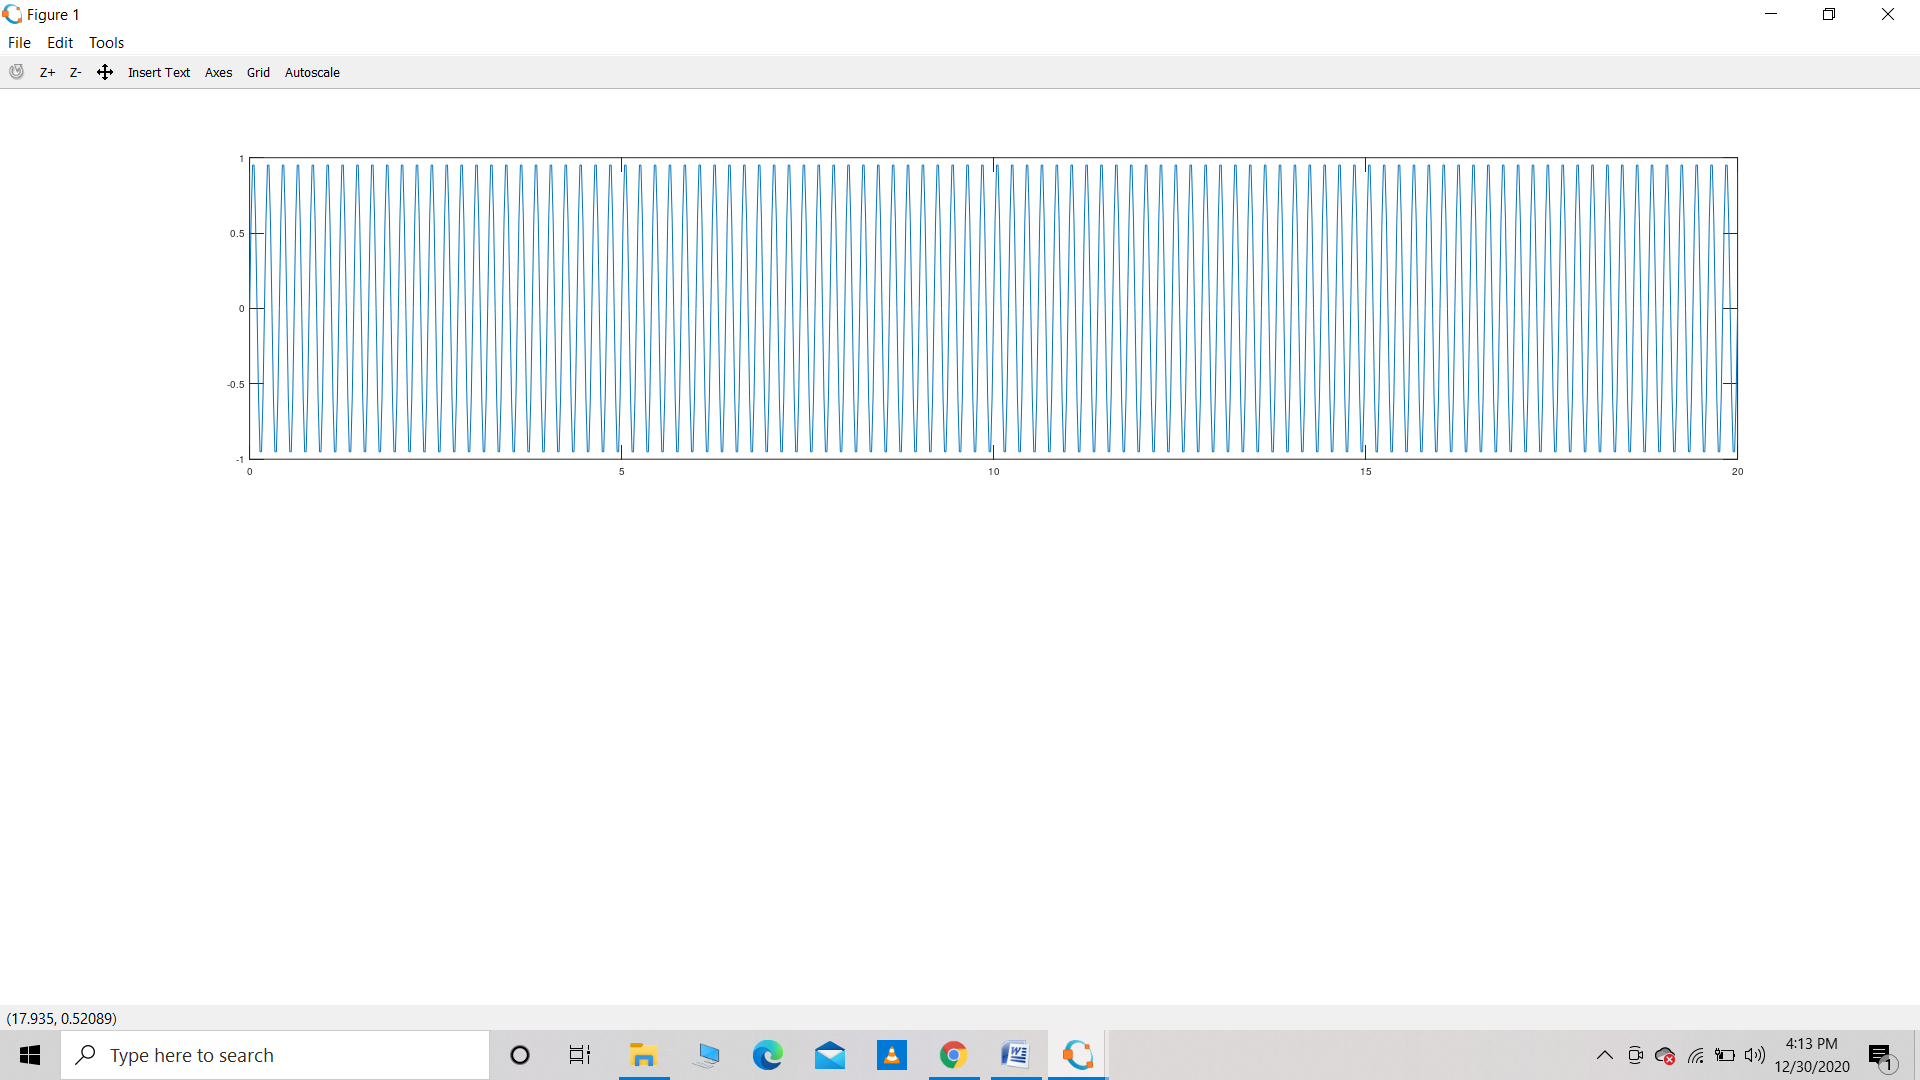 Figure 1
File Edit Tools
Z+ Z- Insert Text Axes Grid Autoscale
1
0.5
0
-0.5
-1
0 5 10 15 20
(17.935, 0.52089)
Type here to search
4:13 PM
12/30/2020
1